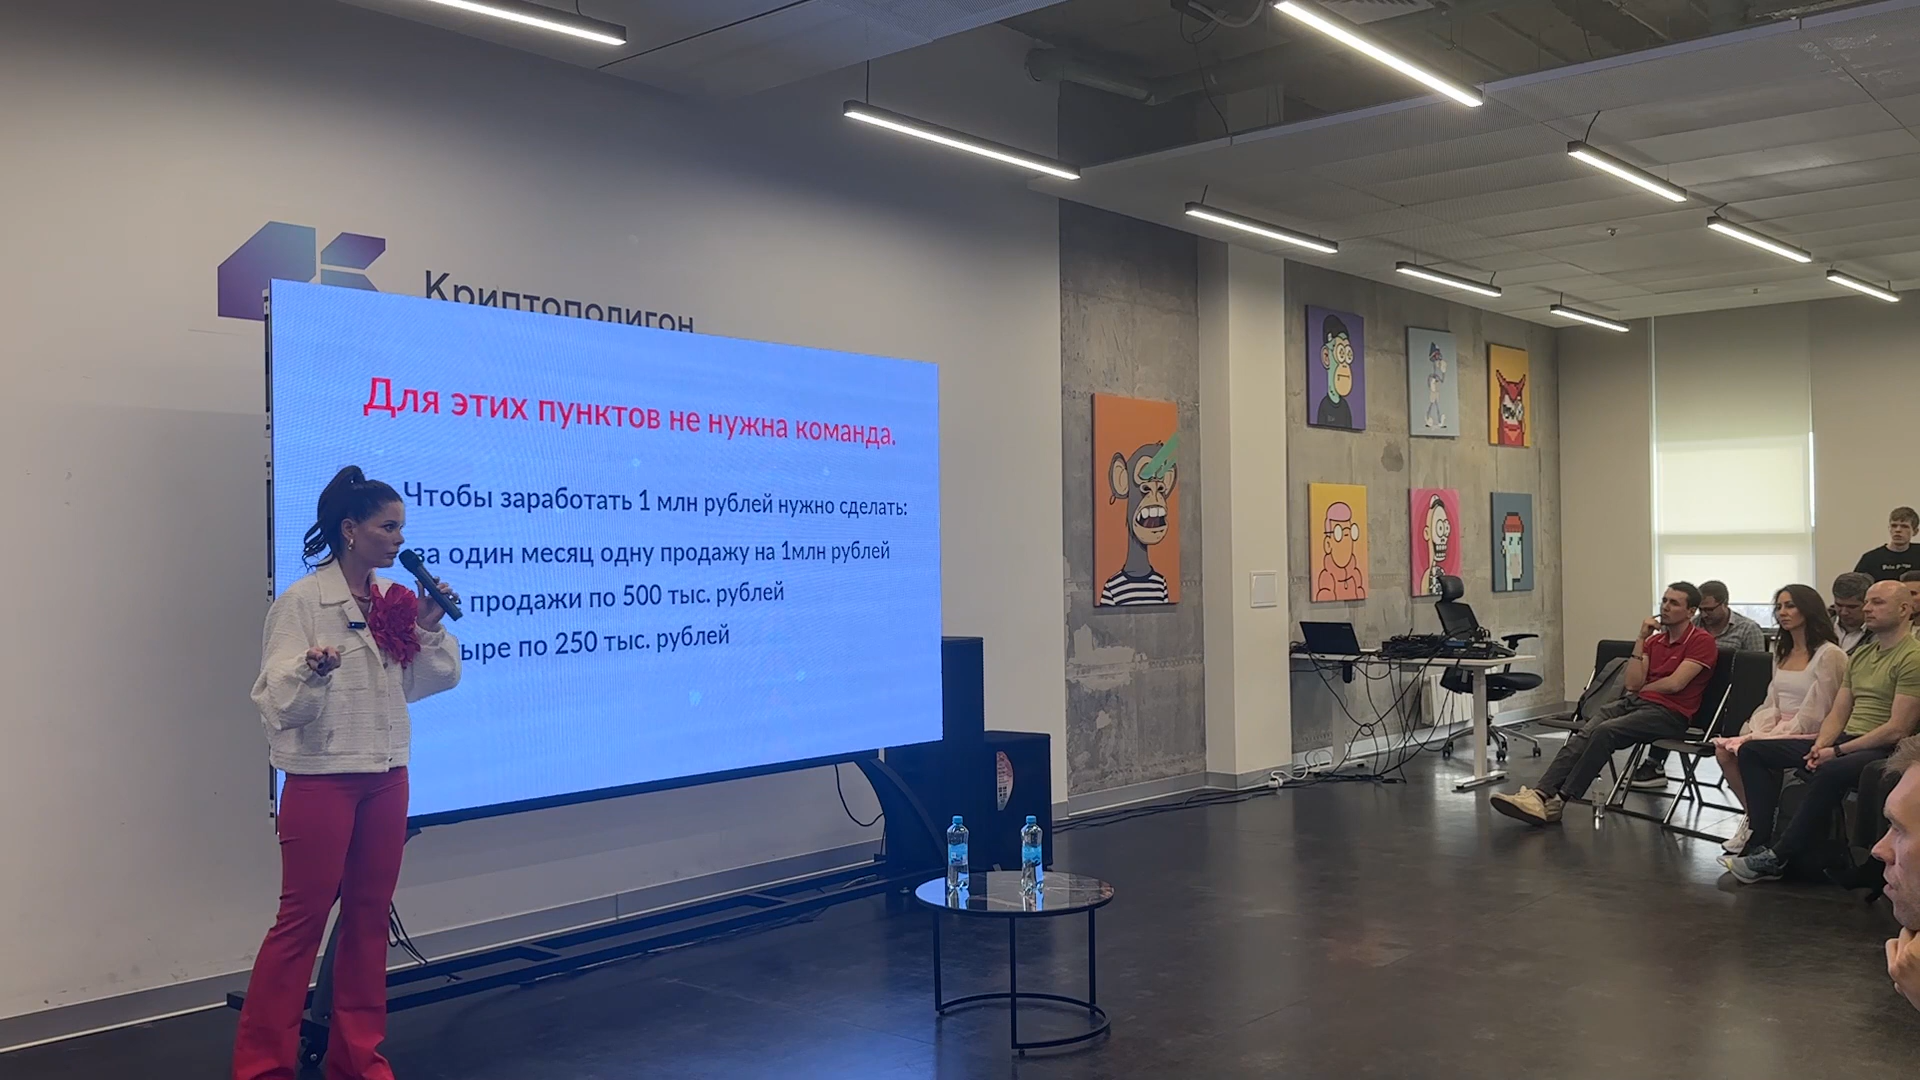 Криптополигон
Для этих пунктов не нужна команда.
Чтобы заработать 1 млн рублей нужно сделать:
за один месяц одну продажу на 1млн рублей
продажи по 500 тыс. рублей
ыре по 250 тыс. рублей